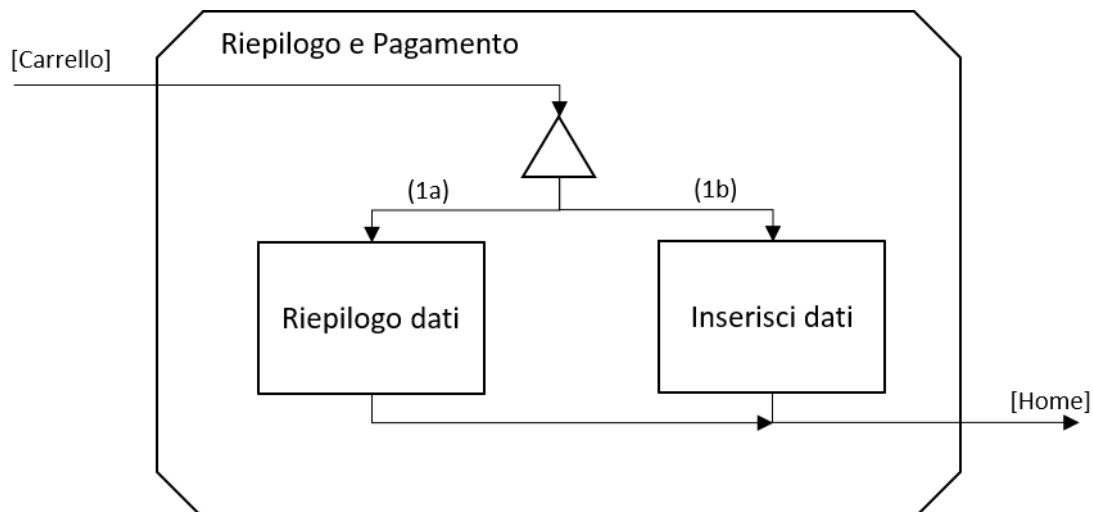 Riepilogo e Pagamento
[Carrello]
(1a)
(1b)
Riepilogo dati
Inserisci dati
[Home]